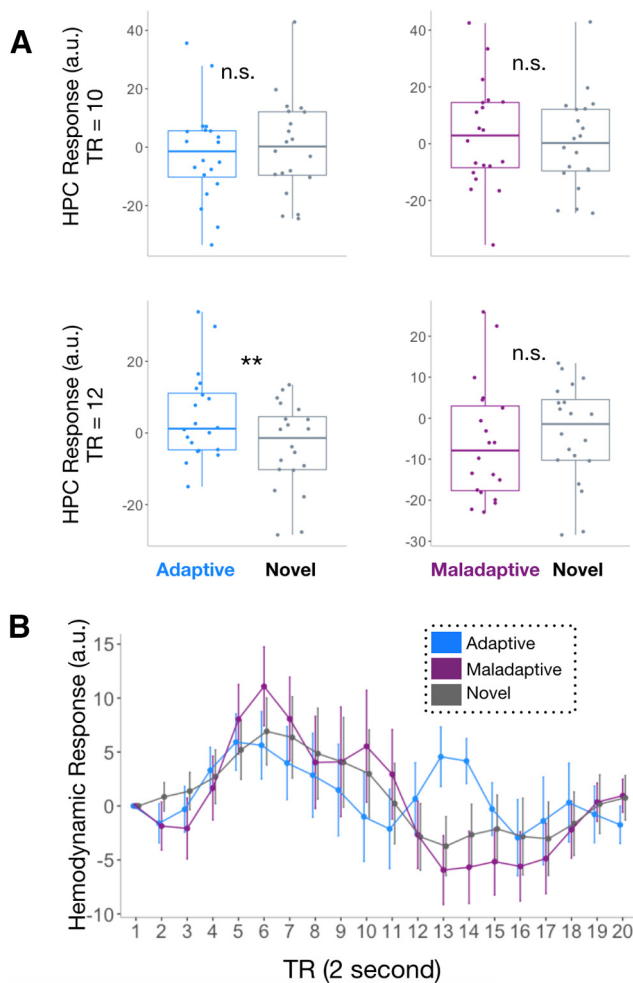 A
HPC Response (a.u.)
TR = 10
40
20
0
-20
n.s.
40
20
0
-20
n.s.
HPC Response (a.u.)
TR = 12
20
0
-20
**
10
20
0
-10
-20
-30
n.s.
Adaptive Novel
Maladaptive Novel
B
Hemodynamic Response (a.u.)
15
10
5
0
-5
-10
Adaptive
Maladaptive
Novel
1 2 3 4 5 6 7 8 9 10 11 12 13 14 15 16 17 18 19 20
TR (2 second)